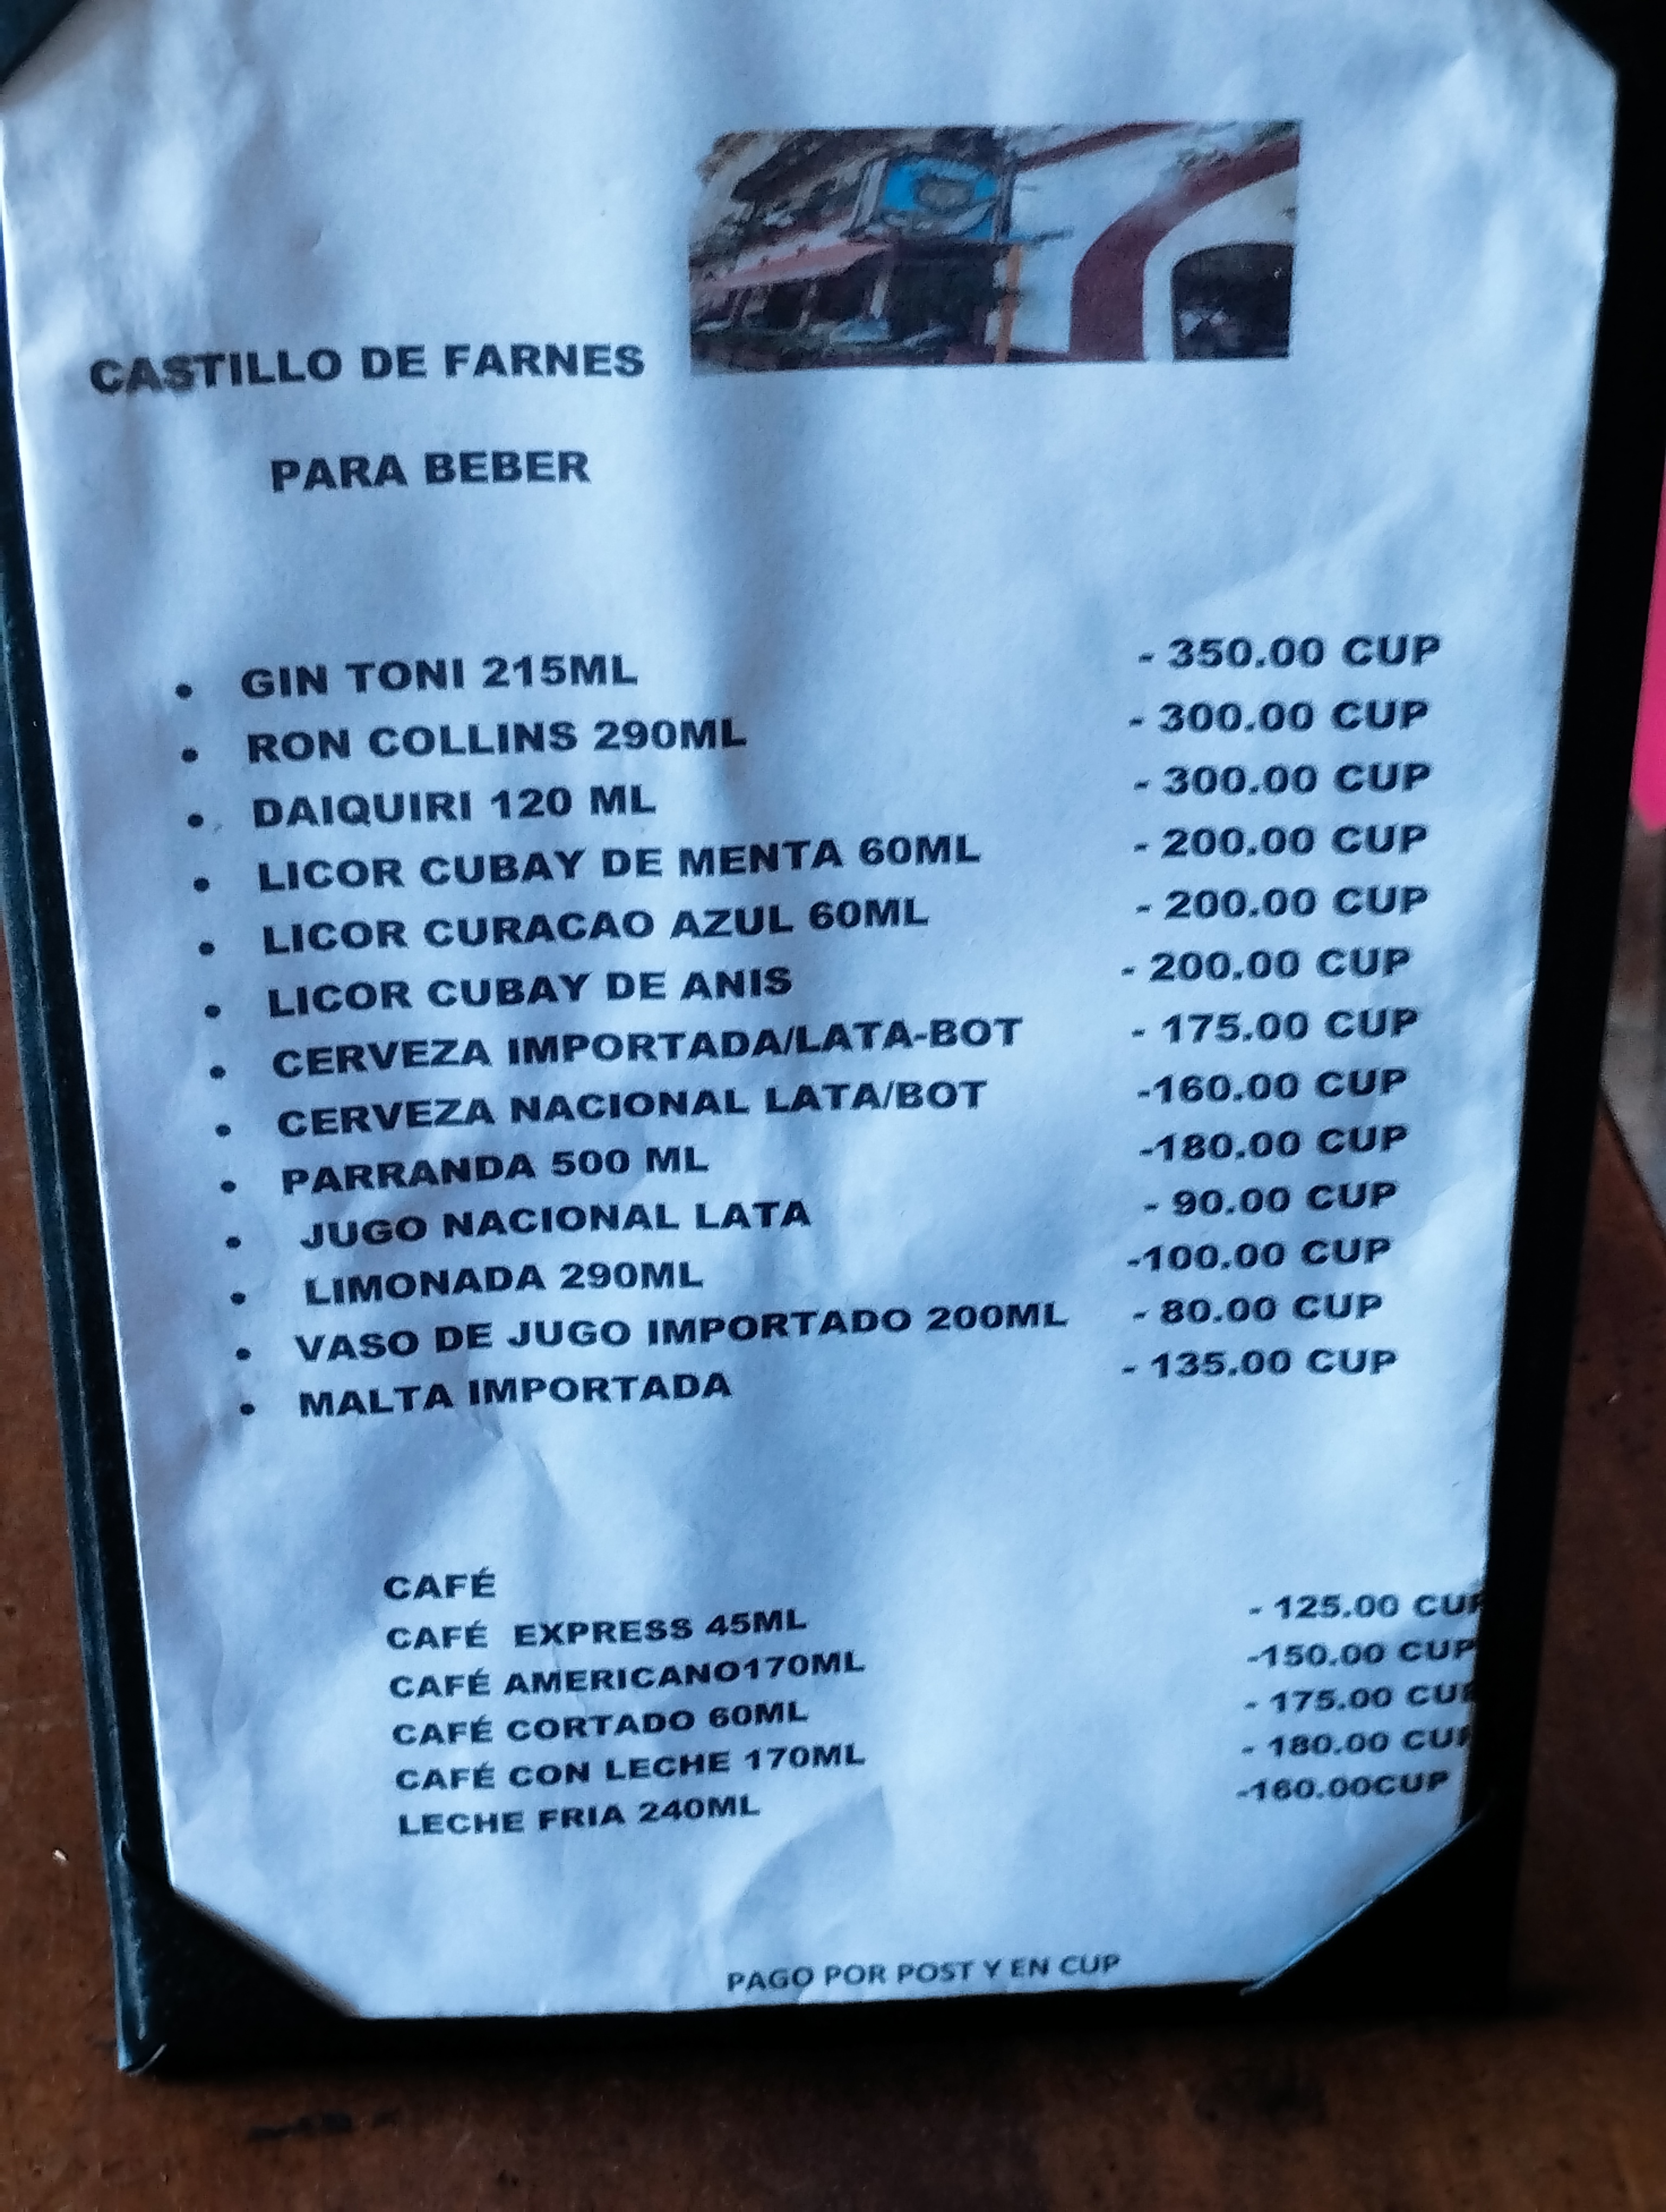 CASTILLO DE FARNES
PARA BEBER
• GIN TONI 215ML - 350.00 CUP
• RON COLLINS 290ML - 300.00 CUP
• DAIQUIRI 120 ML - 300.00 CUP
• LICOR CUBAY DE MENTA 60ML - 200.00 CUP
• LICOR CURACAO AZUL 60ML - 200.00 CUP
• LICOR CUBAY DE ANIS - 200.00 CUP
• CERVEZA IMPORTADA/LATA-BOT - 175.00 CUP
• CERVEZA NACIONAL LATA/BOT -160.00 CUP
• PARRANDA 500 ML -180.00 CUP
• JUGO NACIONAL LATA - 90.00 CUP
• LIMONADA 290ML -100.00 CUP
• VASO DE JUGO IMPORTADO 200ML - 80.00 CUP
• MALTA IMPORTADA - 135.00 CUP
CAFÉ
CAFÉ EXPRESS 45ML - 125.00 CUP
CAFÉ AMERICANO170ML -150.00 CUP
CAFÉ CORTADO 60ML - 175.00 CUP
CAFÉ CON LECHE 170ML - 180.00 CUP
LECHE FRIA 240ML -160.00CUP
PAGO POR POST Y EN CUP